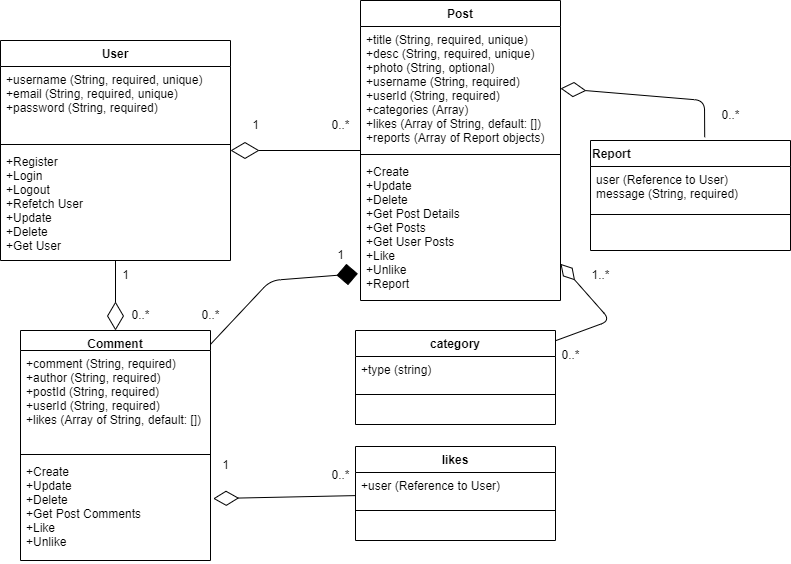 Post
+title (String, required, unique)
+desc (String, required, unique)
+photo (String, optional)
+username (String, required)
+userId (String, required)
+categories (Array)
+likes (Array of String, default: [])
+reports (Array of Report objects)
+Create
+Update
+Delete
+Get Post Details
+Get Posts
+Get User Posts
+Like
+Unlike
+Report
User
+username (String, required, unique)
+email (String, required, unique)
+password (String, required)
+Register
+Login
+Logout
+Refetch User
+Update
+Delete
+Get User
1
0..*
0..*
Report
user (Reference to User)
message (String, required)
1
0..*
1
0..*
1..*
0..*
Comment
+comment (String, required)
+author (String, required)
+postId (String, required)
+userId (String, required)
+likes (Array of String, default: [])
+Create
+Update
+Delete
+Get Post Comments
+Like
+Unlike
category
+type (string)
1
0..*
likes
+user (Reference to User)